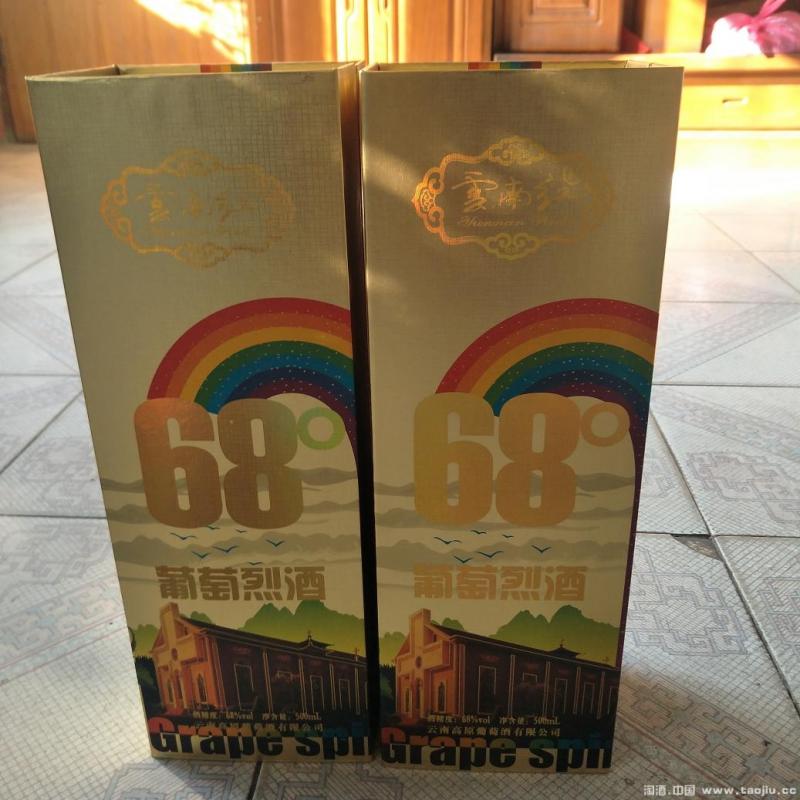 雲南红
雲南红
Yunnan Red
68°
68°
葡萄烈酒
葡萄烈酒
酒精度：68%vol 净含量：500mL
云南高原葡萄酒有限公司
酒精度：68%vol 净含量：500mL
云南高原葡萄酒有限公司
Grape spi
Grape spi
淘酒.中国 www.taojiu.cc